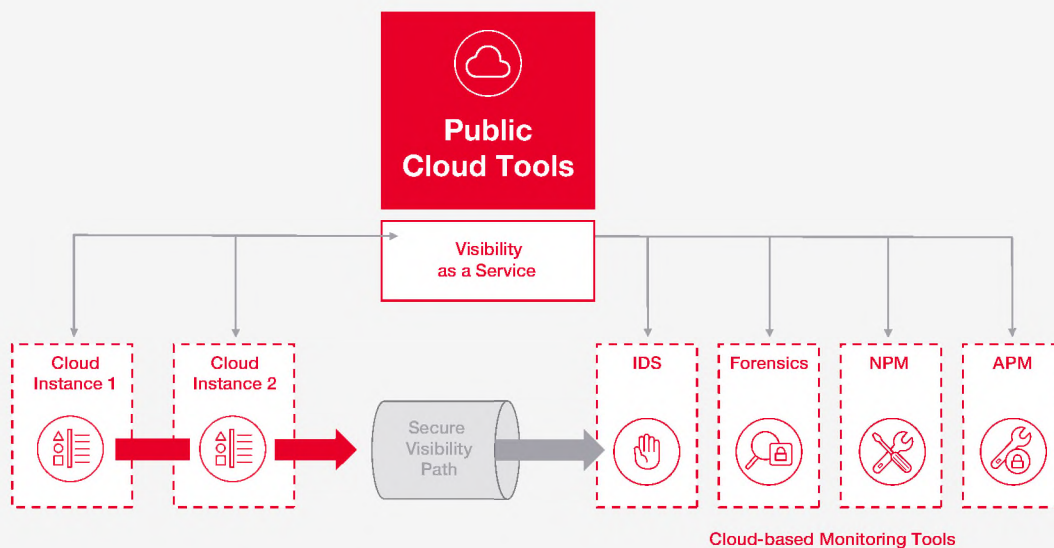 Public
Cloud Tools
Visibility
as a Service
Cloud
Instance 1
Cloud
Instance 2
Secure
Visibility
Path
IDS
Forensics
NPM
APM
Cloud-based Monitoring Tools